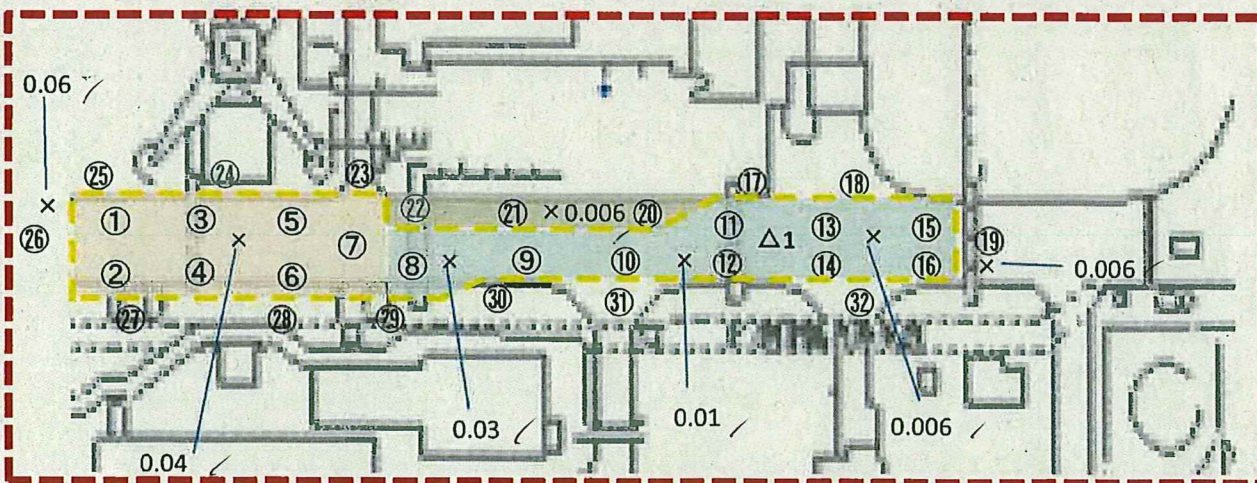 0.06
㉕ ㉔ ㉓
① ③ ⑤ ㉒ ㉑ ×0.006 ⑳ ⑰ ⑱
㉖ ⑦ ⑪ △1 ⑬ ⑮ ⑲
② ④ ⑥ ⑧ ⑨ ⑩ ⑫ ⑭ ⑯ 0.006
㉗ ㉘ ㉙ ㉚ ㉛ ㉜
0.03 0.01 0.006
0.04